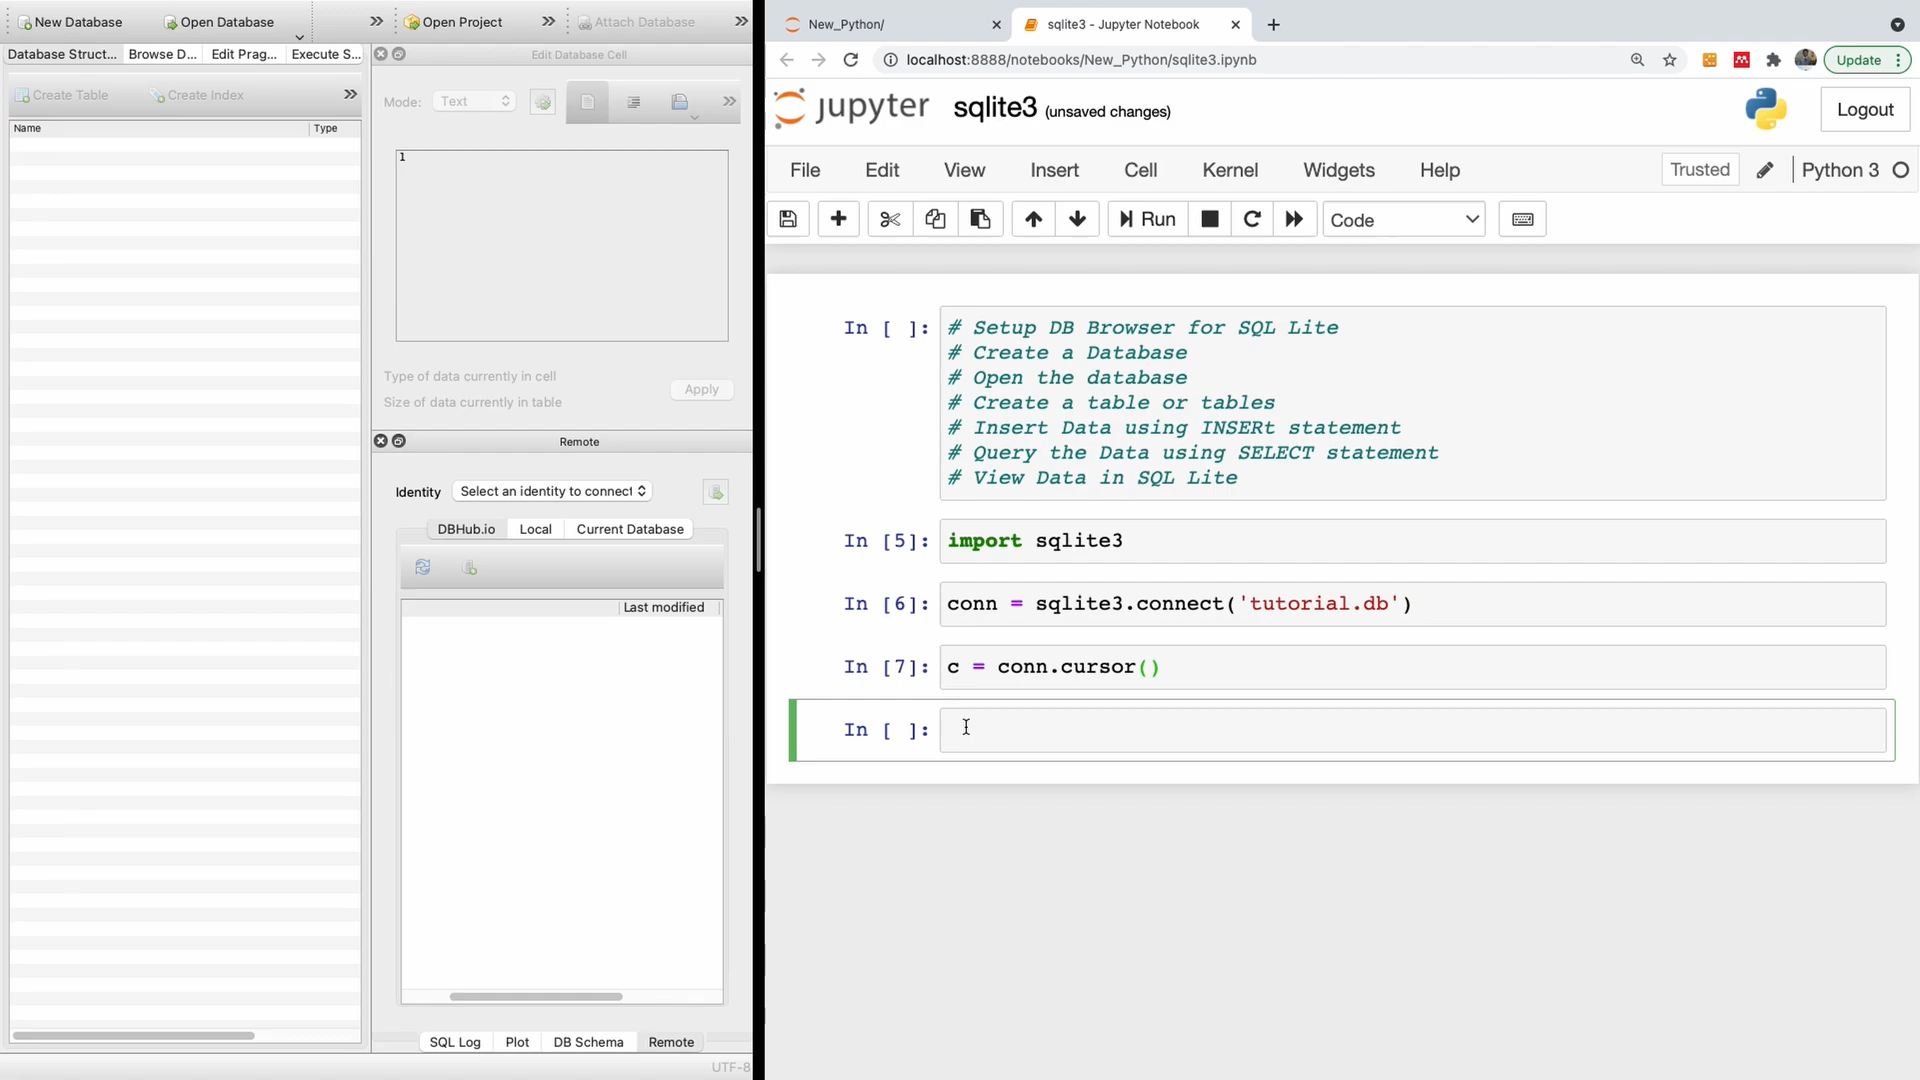 New Database
Open Database
Open Project
Attach Database
Database Struct...
Browse D...
Edit Prag...
Execute S...
Create Table
Create Index
Name
Type
Edit Database Cell
Mode:
Text
1
Type of data currently in cell
Size of data currently in table
Apply
Remote
Identity
Select an identity to connect
DBHub.io
Local
Current Database
Last modified
SQL Log
Plot
DB Schema
Remote
UTF-8
New_Python/
sqlite3 - Jupyter Notebook
localhost:8888/notebooks/New_Python/sqlite3.ipynb
Update
jupyter
sqlite3 (unsaved changes)
Logout
File
Edit
View
Insert
Cell
Kernel
Widgets
Help
Trusted
Python 3
Run
Code
In [ ]:
# Setup DB Browser for SQL Lite
# Create a Database
# Open the database
# Create a table or tables
# Insert Data using INSERt statement
# Query the Data using SELECT statement
# View Data in SQL Lite
In [5]: import sqlite3
In [6]: conn = sqlite3.connect('tutorial.db')
In [7]: c = conn.cursor()
In [ ]: